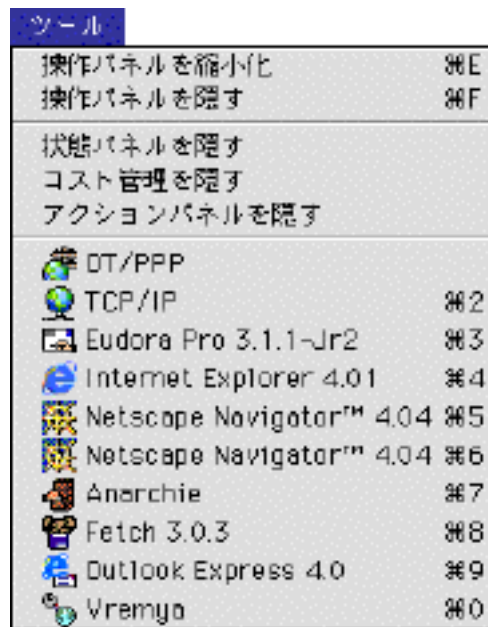 ツール
操作パネルを縮小化 ⌘E
操作パネルを隠す ⌘F
状態パネルを隠す
コスト管理を隠す
アクションパネルを隠す
OT/PPP
TCP/IP ⌘2
Eudora Pro 3.1.1-Jr2 ⌘3
Internet Explorer 4.01 ⌘4
Netscape Navigator™ 4.04 ⌘5
Netscape Navigator™ 4.04 ⌘6
Anarchie ⌘7
Fetch 3.0.3 ⌘8
Outlook Express 4.0 ⌘9
Vremya ⌘0